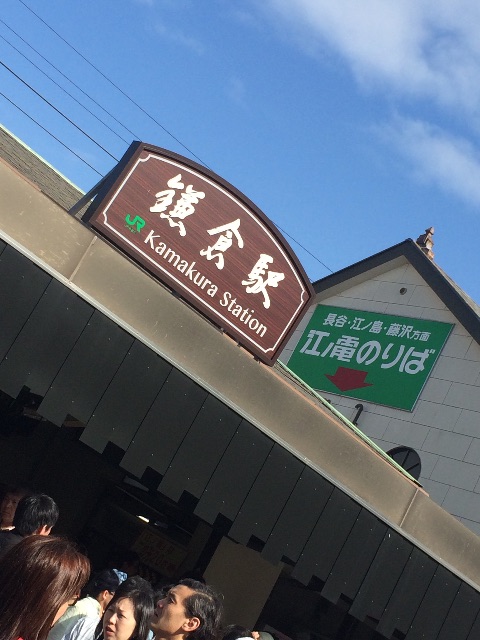 鎌倉駅
JR
Kamakura Station
長谷・江ノ島・藤沢方面
江ノ電のりば